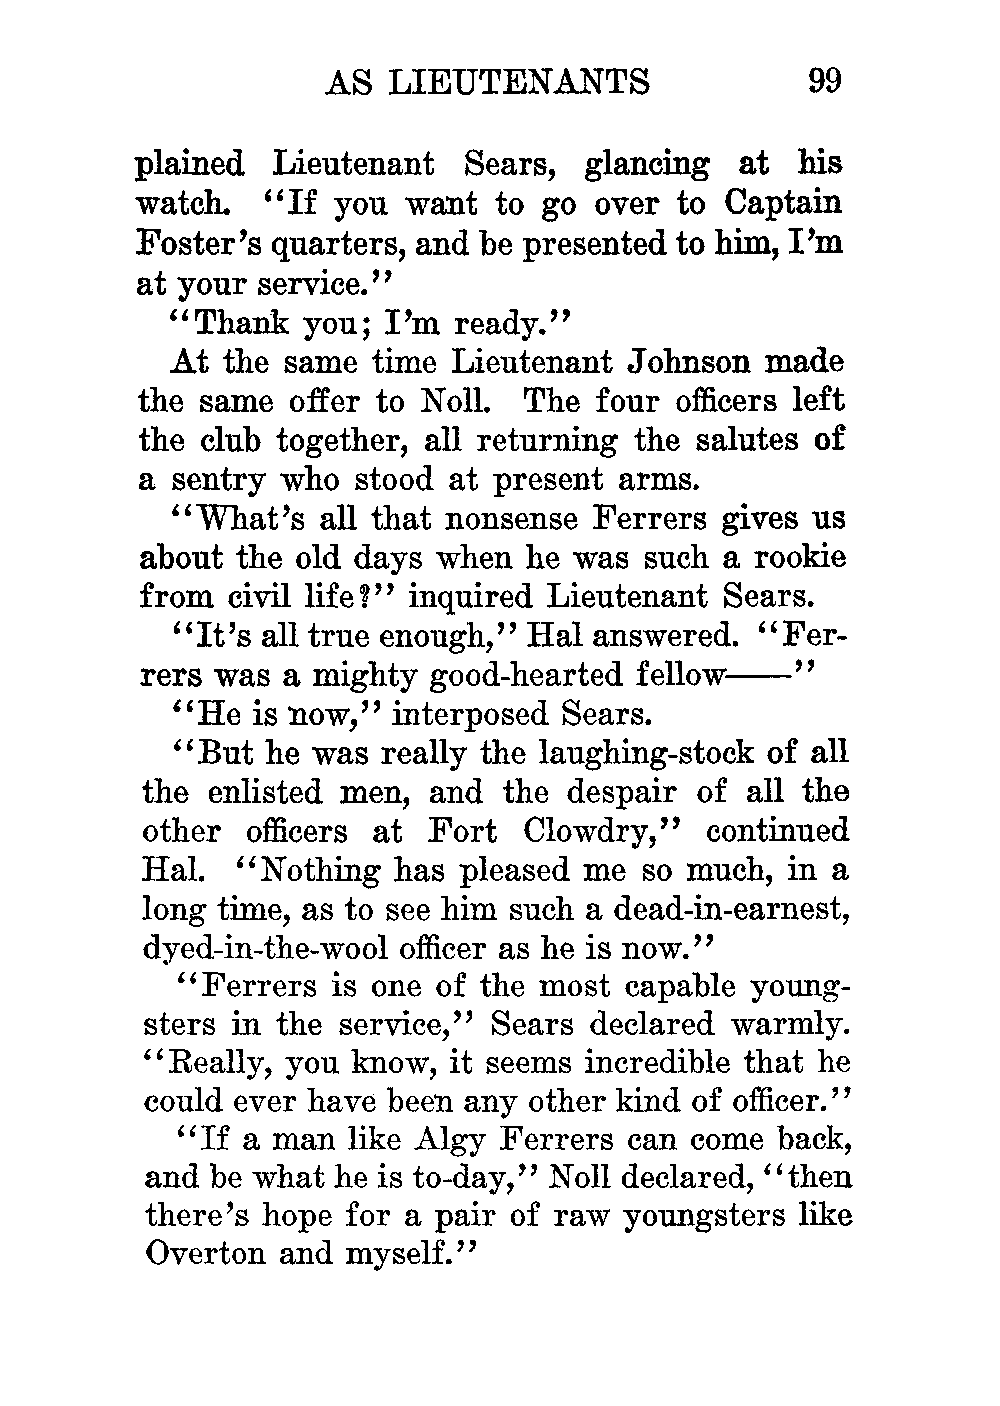 AS LIEUTENANTS 99
plained Lieutenant Sears, glancing at his
watch. "If you want to go over to Captain
Foster's quarters, and be presented to him, I'm
at your service."
"Thank you; I'm ready."
At the same time Lieutenant Johnson made
the same offer to Noll. The four officers left
the club together, all returning the salutes of
a sentry who stood at present arms.
"What's all that nonsense Ferrers gives us
about the old days when he was such a rookie
from civil life?" inquired Lieutenant Sears.
"It's all true enough," Hal answered. "Fer-
rers was a mighty good-hearted fellow——"
"He is now," interposed Sears.
"But he was really the laughing-stock of all
the enlisted men, and the despair of all the
other officers at Fort Clowdry," continued
Hal. "Nothing has pleased me so much, in a
long time, as to see him such a dead-in-earnest,
dyed-in-the-wool officer as he is now."
"Ferrers is one of the most capable young-
sters in the service," Sears declared warmly.
"Really, you know, it seems incredible that he
could ever have been any other kind of officer."
"If a man like Algy Ferrers can come back,
and be what he is to-day," Noll declared, "then
there's hope for a pair of raw youngsters like
Overton and myself."